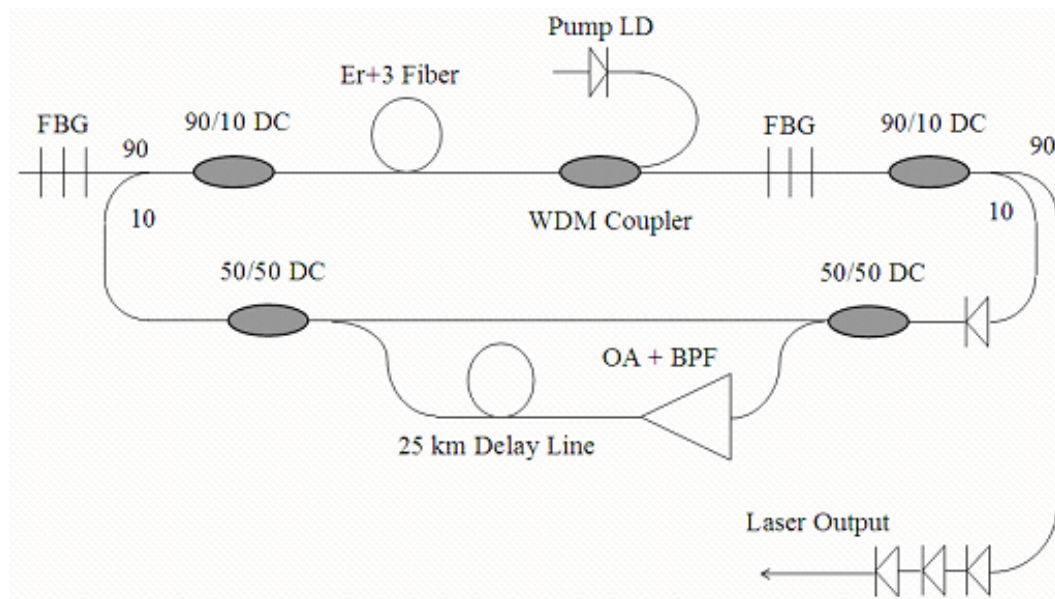 Pump LD
Er+3 Fiber
FBG
90/10 DC
FBG
90/10 DC
90
90
10
WDM Coupler
10
50/50 DC
50/50 DC
OA + BPF
25 km Delay Line
Laser Output